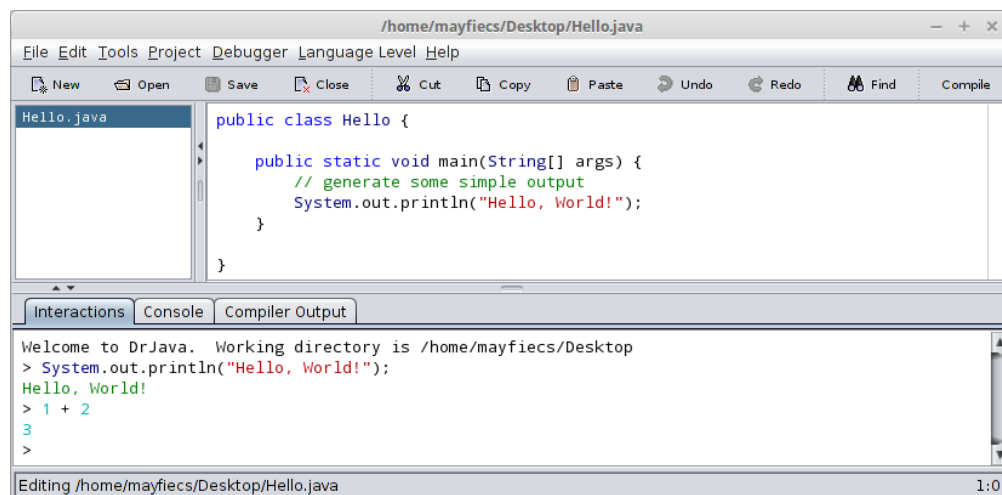 /home/mayfiecs/Desktop/Hello.java
File Edit Tools Project Debugger Language Level Help
New Open Save Close Cut Copy Paste Undo Redo Find Compile
Hello.java
public class Hello {
public static void main(String[] args) {
// generate some simple output
System.out.println("Hello, World!");
}
}
Interactions Console Compiler Output
Welcome to DrJava.  Working directory is /home/mayfiecs/Desktop
> System.out.println("Hello, World!");
Hello, World!
> 1 + 2
3
>
Editing /home/mayfiecs/Desktop/Hello.java 1:0